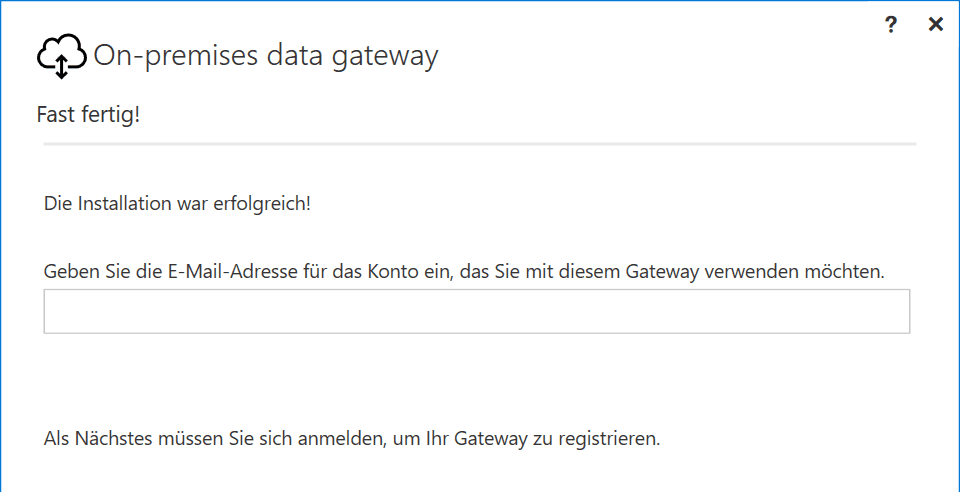 ?
On-premises data gateway
Fast fertig!
Die Installation war erfolgreich!
Geben Sie die E-Mail-Adresse für das Konto ein, das Sie mit diesem Gateway verwenden möchten.
Als Nächstes müssen Sie sich anmelden, um Ihr Gateway zu registrieren.